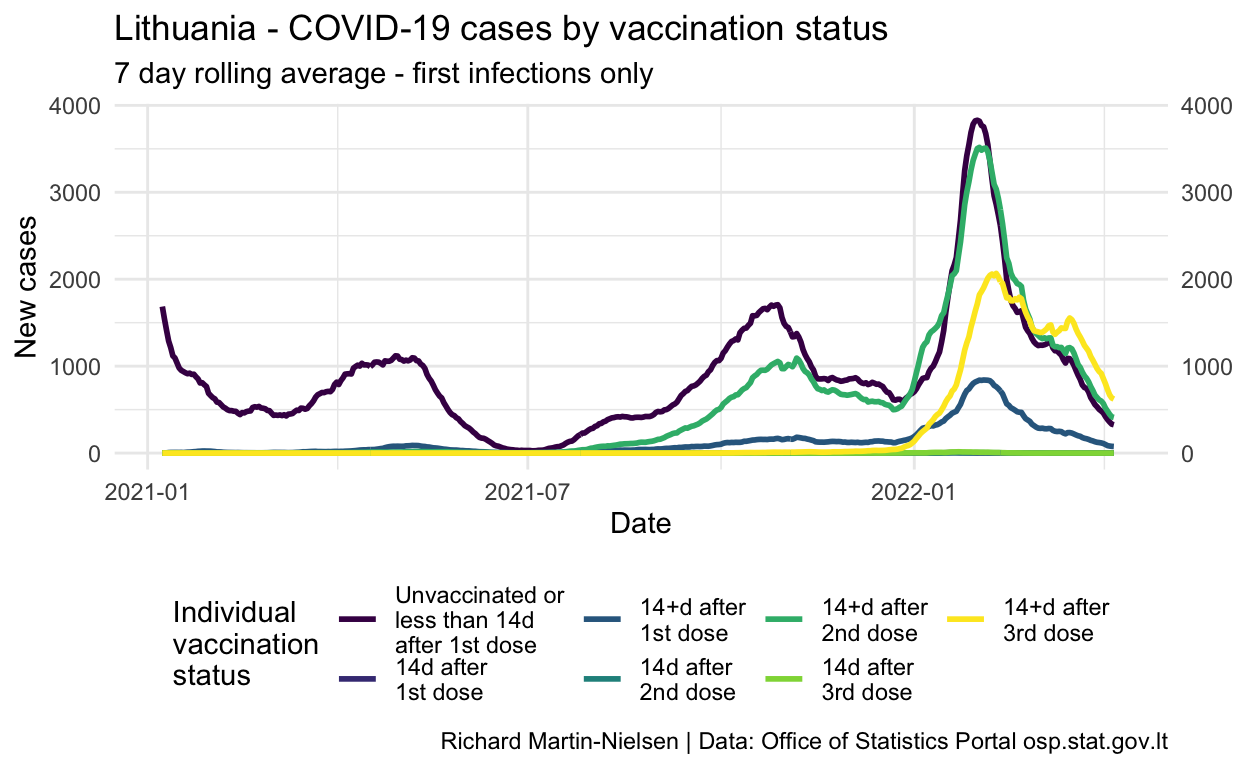 Lithuania - COVID-19 cases by vaccination status
7 day rolling average - first infections only
4000
3000
2000
1000
0
New cases
4000
3000
2000
1000
0
2021-01
2021-07
2022-01
Date
Individual
vaccination
status
Unvaccinated or
less than 14d
after 1st dose
14d after
1st dose
14+d after
1st dose
14d after
2nd dose
14+d after
2nd dose
14d after
3rd dose
14+d after
3rd dose
Richard Martin-Nielsen | Data: Office of Statistics Portal osp.stat.gov.lt